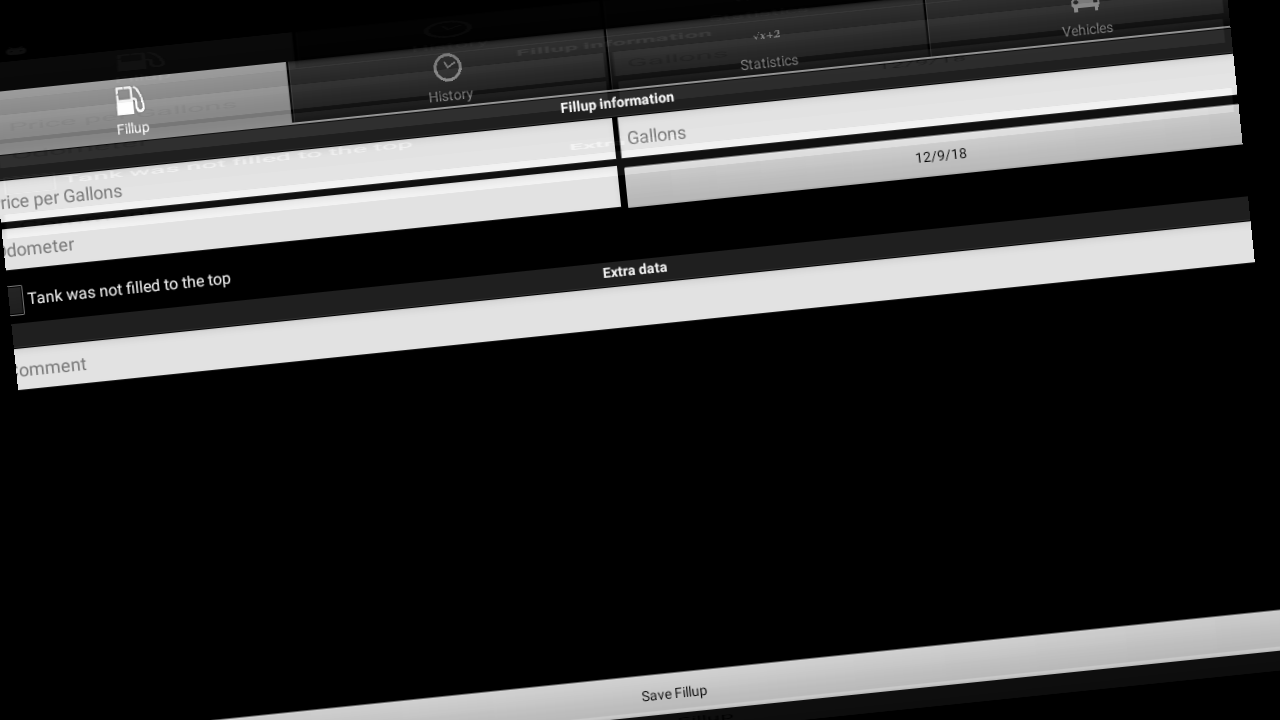 Fillup
History
√x+2
Statistics
Vehicles
Fillup information
rice per Gallons
Gallons
dometer
12/9/18
Tank was not filled to the top
Extra data
omment
Save Fillup